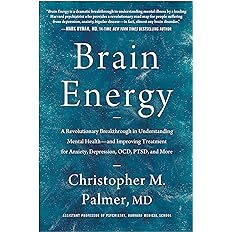 "Brain Energy is a dramatic breakthrough in understanding mental illness by a leading
Harvard psychiatrist who provides a revolutionary road map for people suffering
from depression, anxiety, bipolar disease—in fact, almost any brain disorder."
—MARK HYMAN, MD, 14-TIME NEW YORK TIMES BESTSELLING AUTHOR
Brain
Energy
A Revolutionary Breakthrough in Understanding
Mental Health—and Improving Treatment
for Anxiety, Depression, OCD, PTSD, and More
Christopher M.
Palmer, MD
ASSISTANT PROFESSOR OF PSYCHIATRY, HARVARD MEDICAL SCHOOL